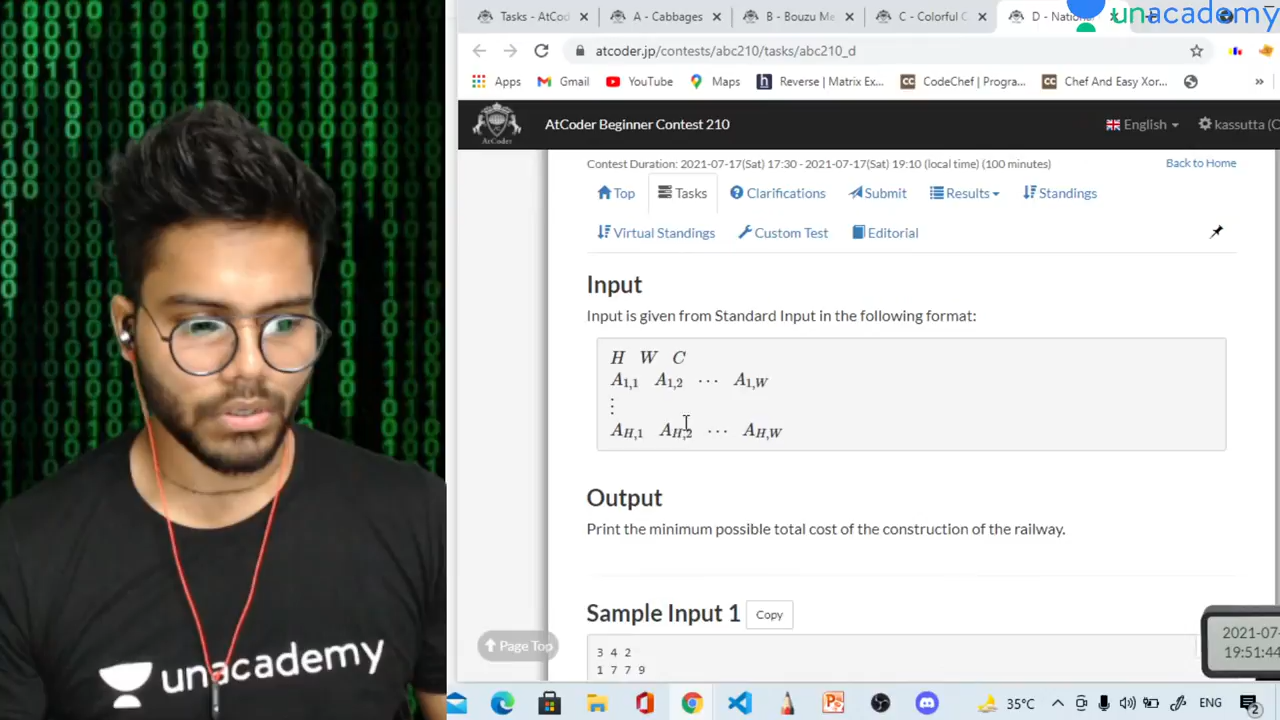 Tasks - AtCod
A - Cabbages
B - Bouzu Me
C - Colorful C
D - Nation
unacademy
atcoder.jp/contests/abc210/tasks/abc210_d
Apps
Gmail
YouTube
Maps
Reverse | Matrix Ex...
CodeChef | Progra...
Chef And Easy Xor...
»
AtCoder Beginner Contest 210
English
kassutta (C
Contest Duration: 2021-07-17(Sat) 17:30 - 2021-07-17(Sat) 19:10 (local time) (100 minutes)
Back to Home
Top
Tasks
Clarifications
Submit
Results
Standings
Virtual Standings
Custom Test
Editorial
Input
Input is given from Standard Input in the following format:
H W C
A1,1 A1,2 ⋯ A1,W
⋮
AH,1 AH,2 ⋯ AH,W
Output
Print the minimum possible total cost of the construction of the railway.
Sample Input 1
Copy
3 4 2
1 7 7 9
Page Top
2021-07-
19:51:44
unacademy
35°C
ENG
2